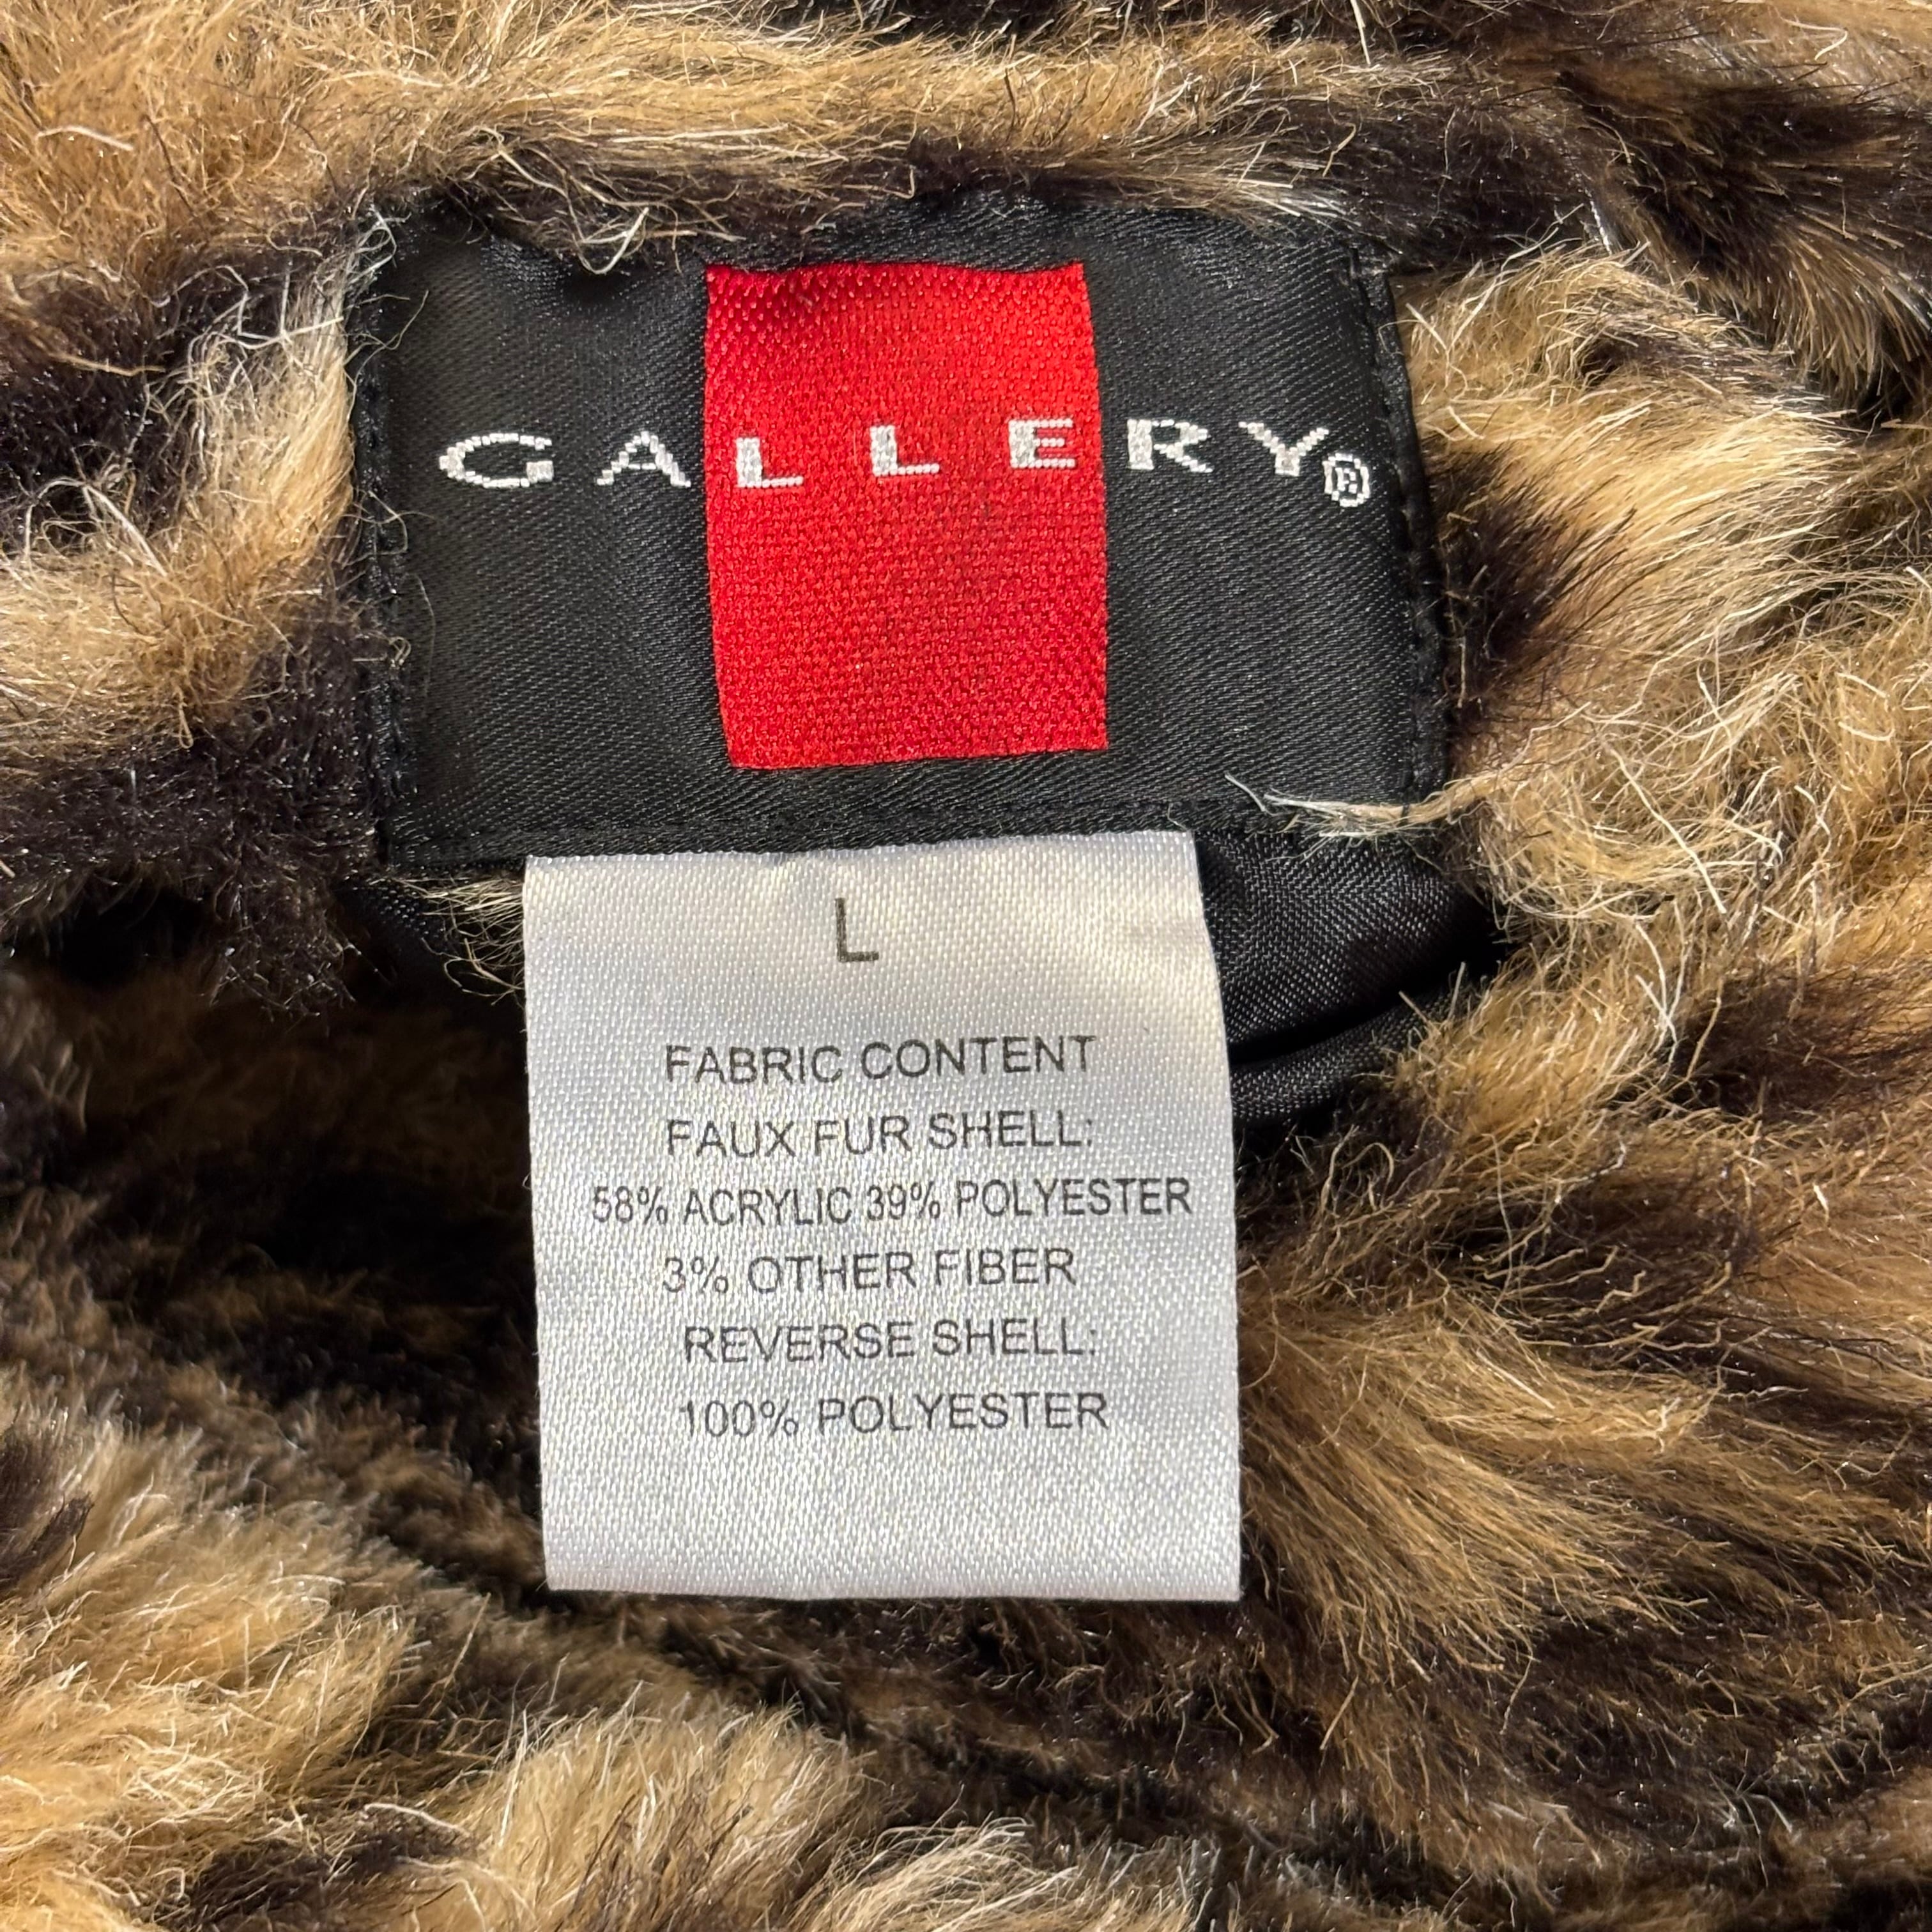 GALLERY®
L
FABRIC CONTENT
FAUX FUR SHELL:
58% ACRYLIC 39% POLYESTER
3% OTHER FIBER
REVERSE SHELL:
100% POLYESTER